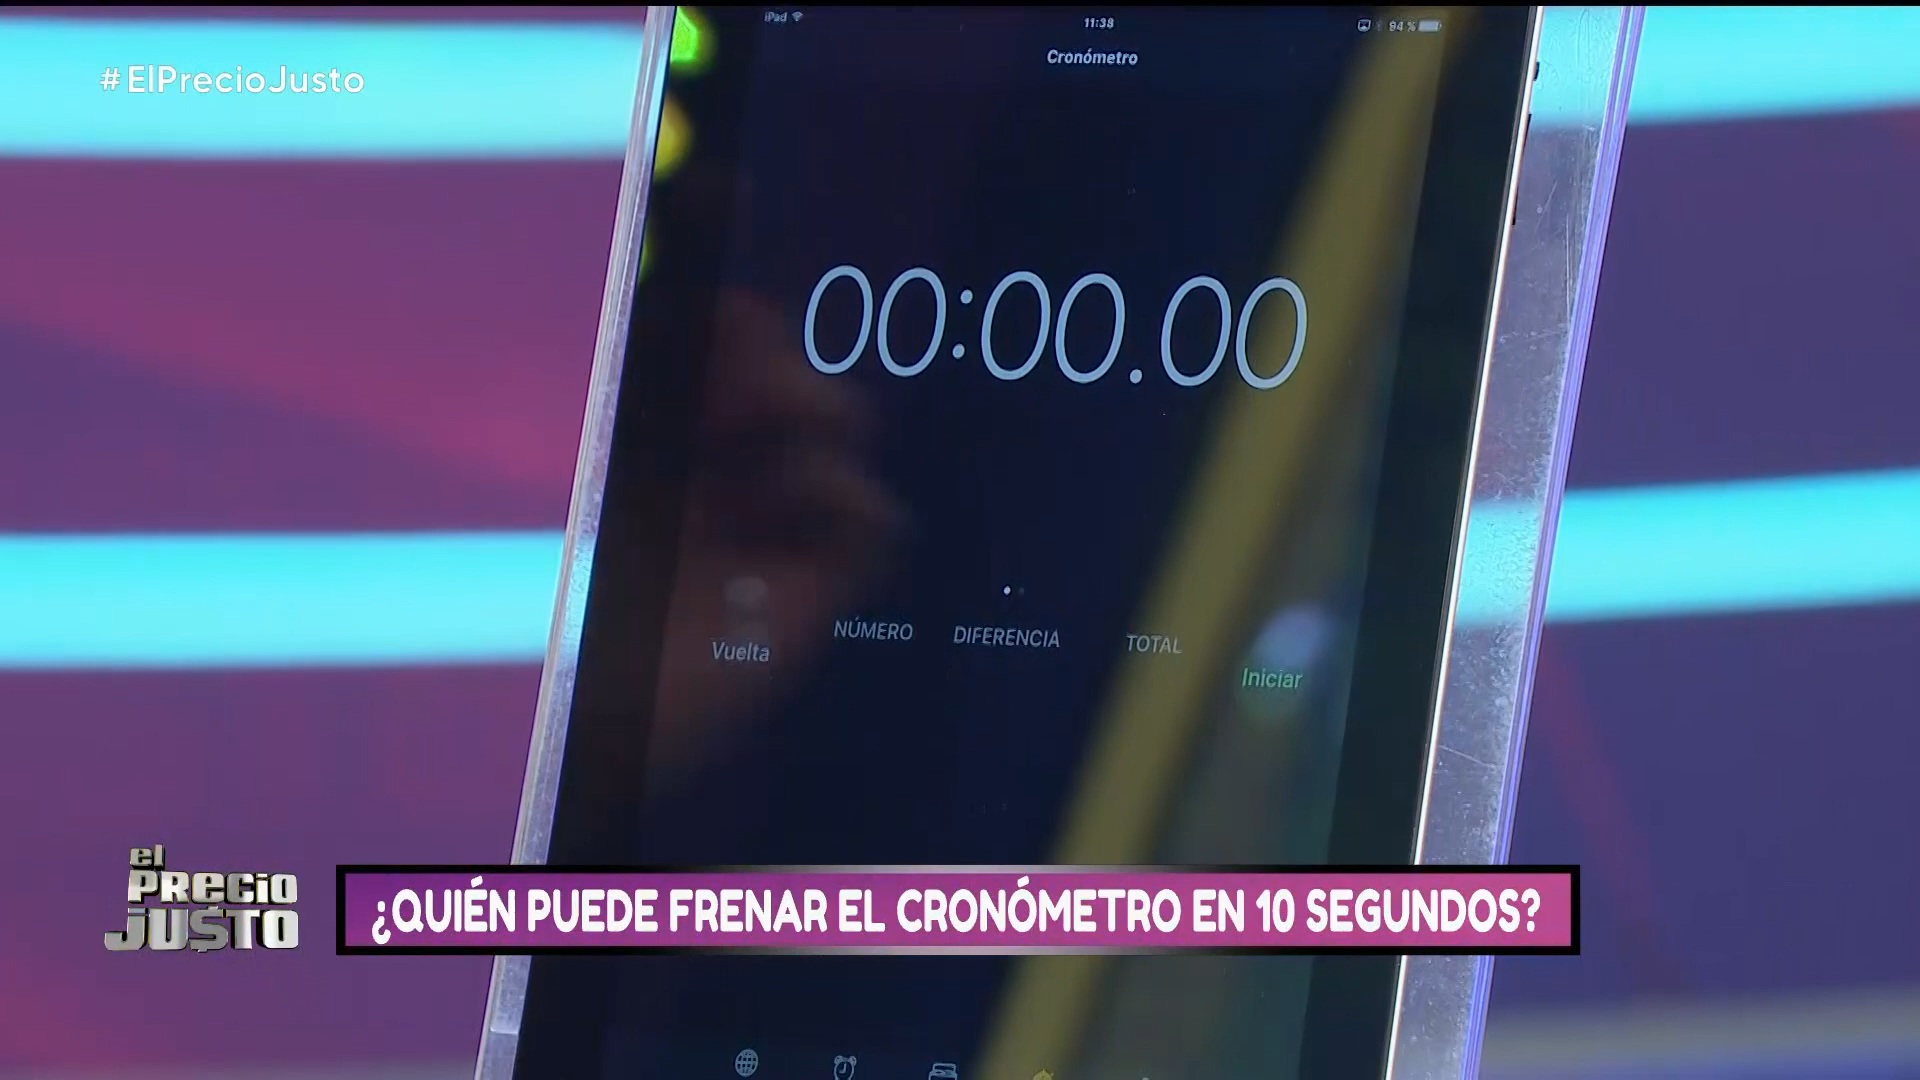 iPad
11:38
94 %
Cronómetro
#ElPrecioJusto
00:00.00
Vuelta
NÚMERO
DIFERENCIA
TOTAL
Iniciar
el
PRECIO
JUSTO
¿QUIÉN PUEDE FRENAR EL CRONÓMETRO EN 10 SEGUNDOS?